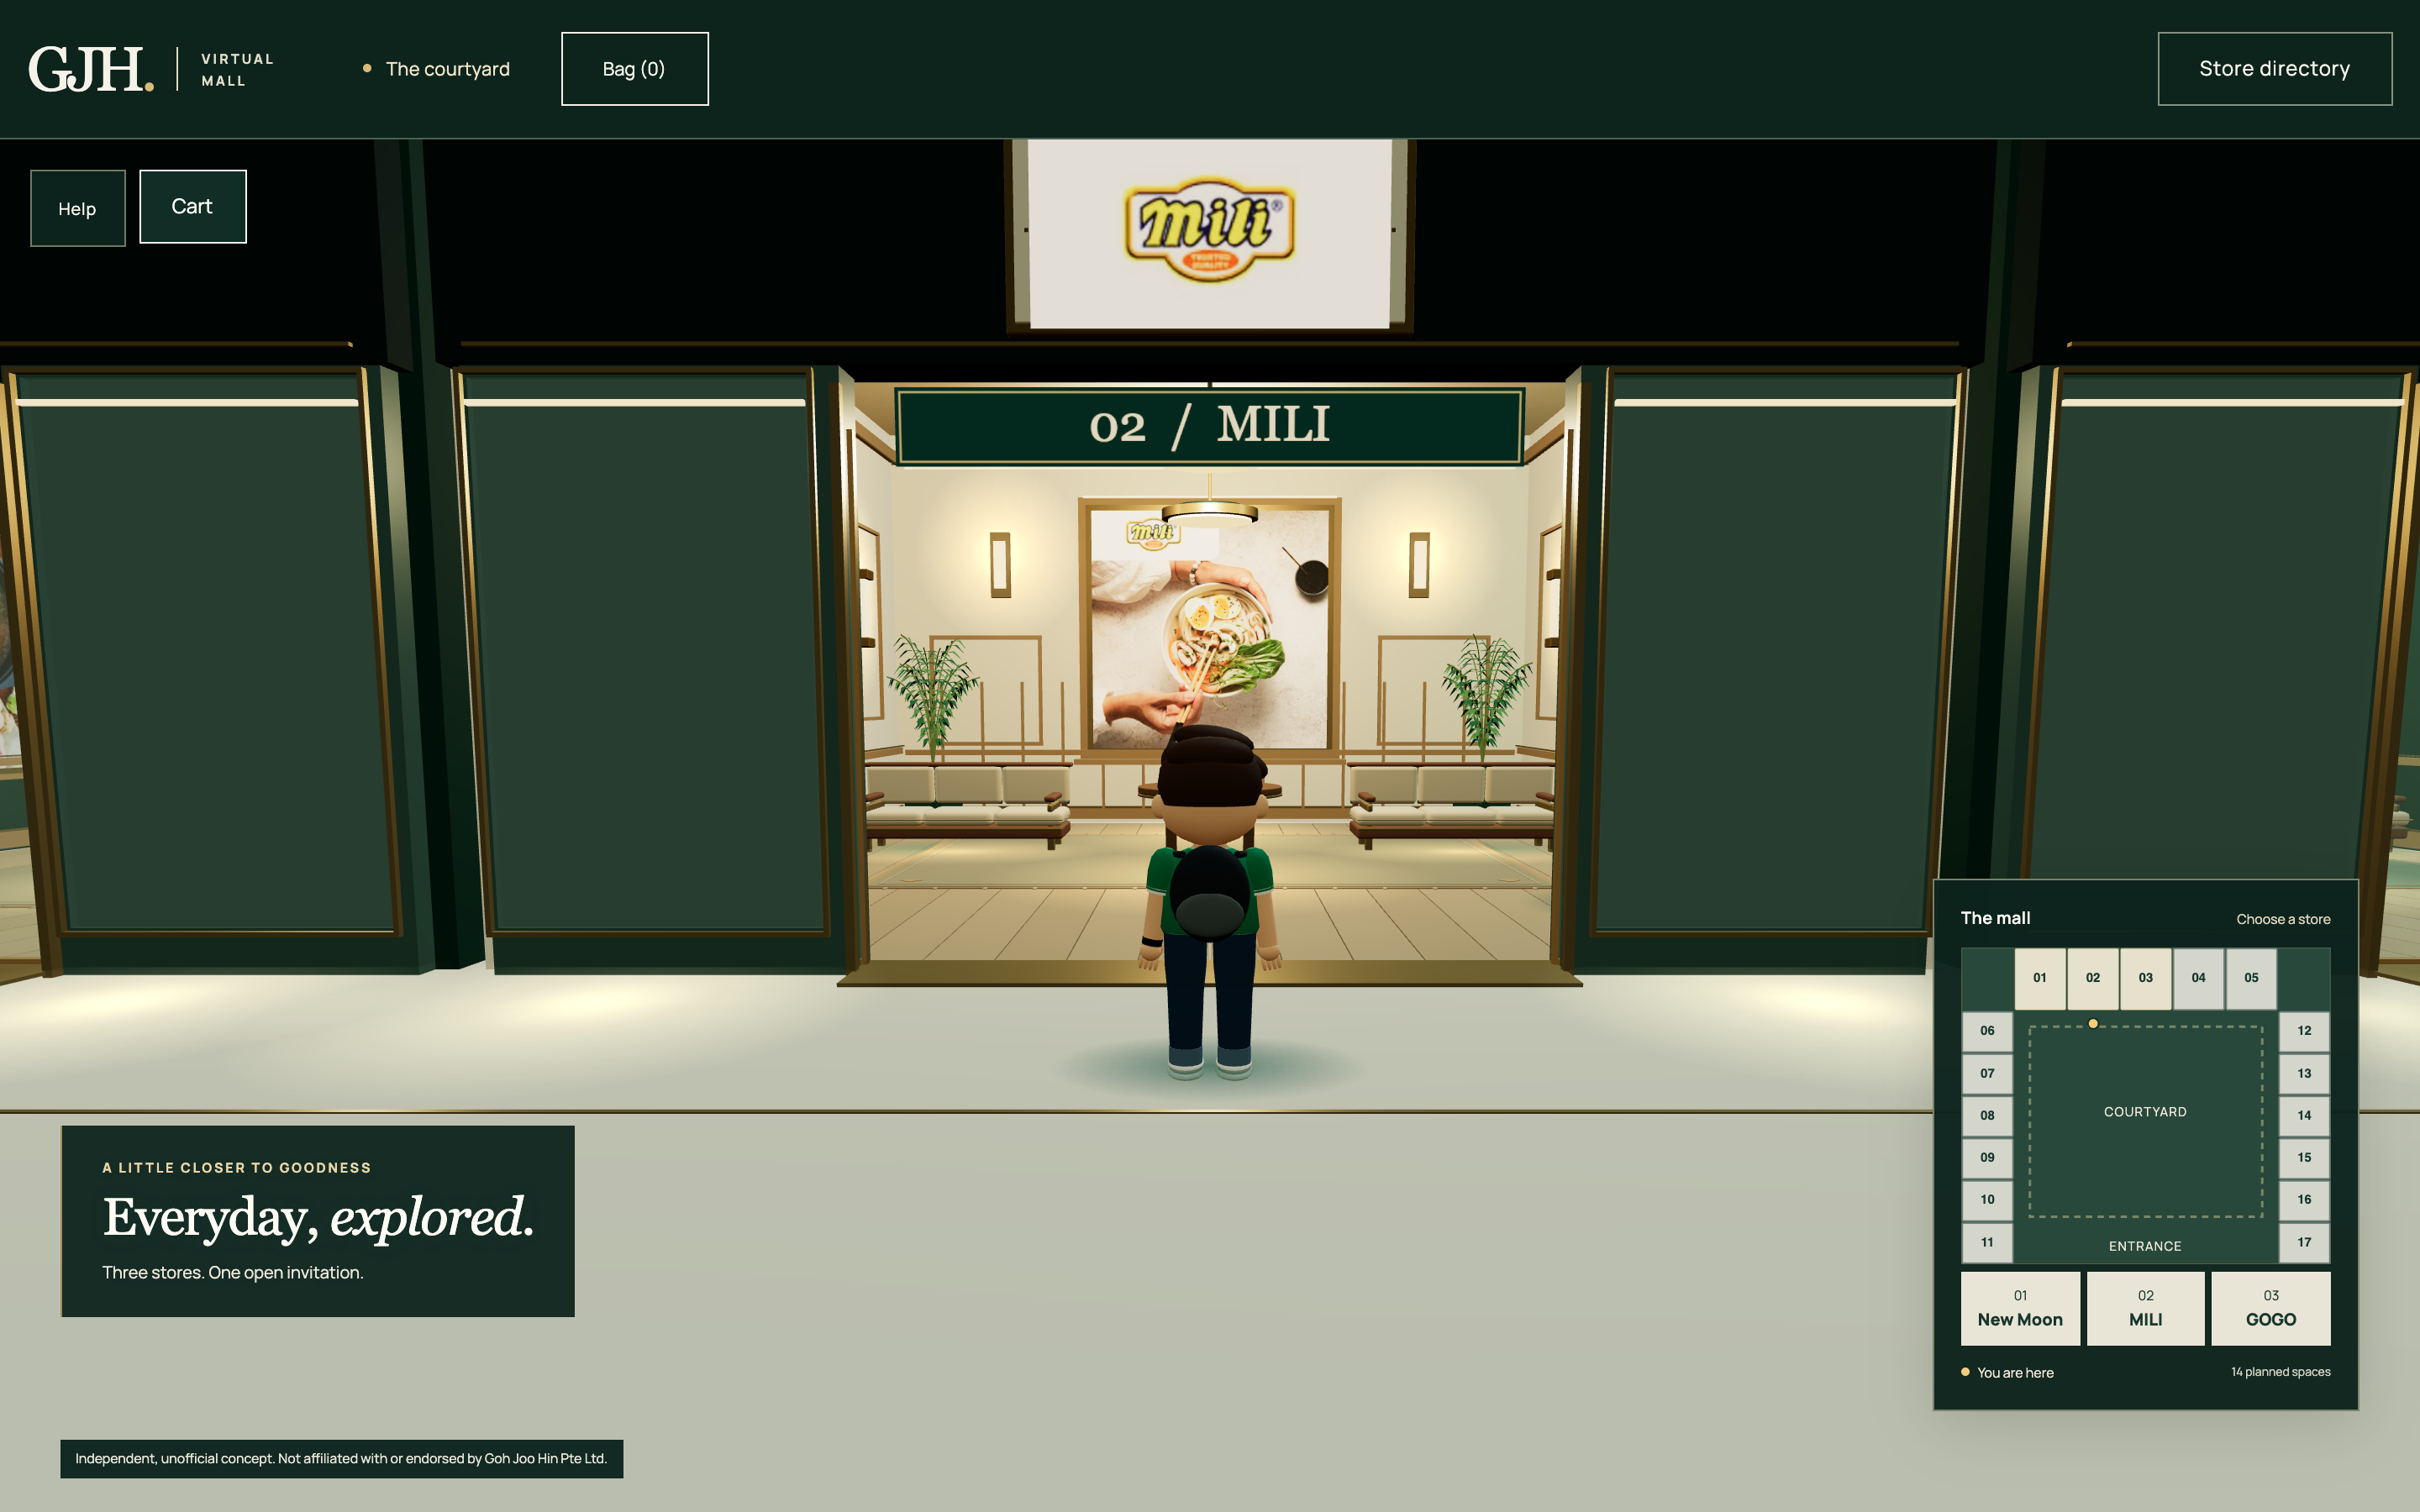 GJH.
VIRTUAL
MALL
The courtyard
Bag (0)
Store directory
Help
Cart
mili®
TRUSTED
QUALITY
02 / MILI
mili
A LITTLE CLOSER TO GOODNESS
Everyday, explored.
Three stores. One open invitation.
Independent, unofficial concept. Not affiliated with or endorsed by Goh Joo Hin Pte Ltd.
The mall
Choose a store
01 02 03 04 05
06 12
07 13
08 14
COURTYARD
09 15
10 16
11 17
ENTRANCE
01 02 03
New Moon MILI GOGO
You are here
14 planned spaces